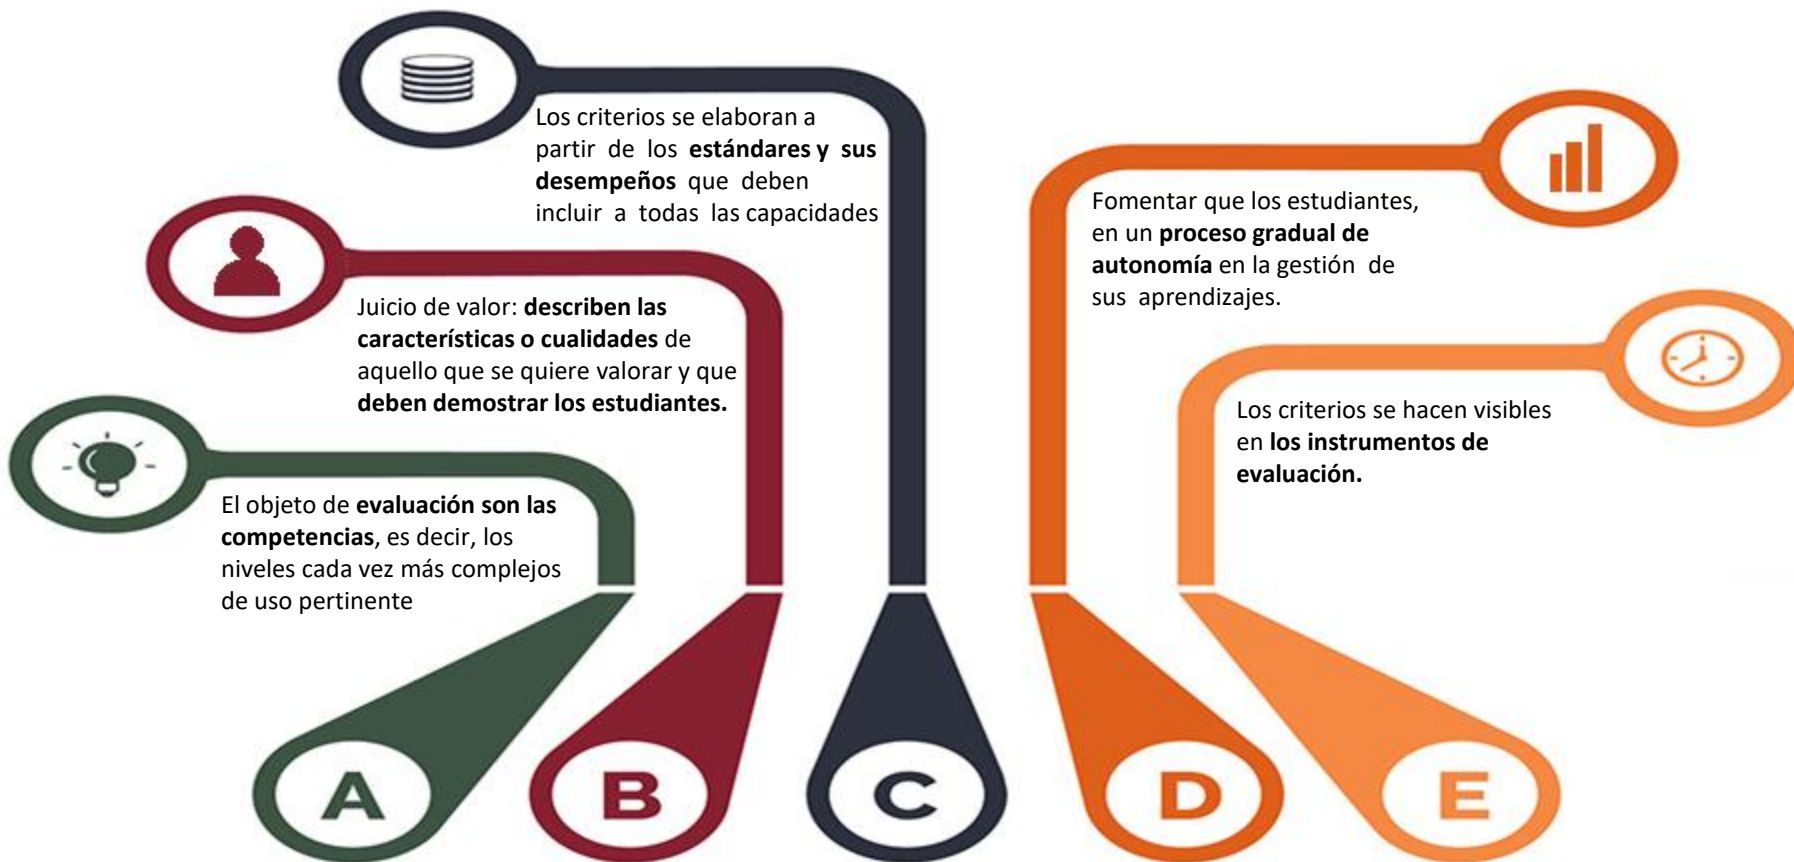 Los criterios se elaboran a
partir de los estándares y sus
desempeños que deben
incluir a todas las capacidades
Juicio de valor: describen las
características o cualidades de
aquello que se quiere valorar y que
deben demostrar los estudiantes.
El objeto de evaluación son las
competencias, es decir, los
niveles cada vez más complejos
de uso pertinente
Fomentar que los estudiantes,
en un proceso gradual de
autonomía en la gestión de
sus aprendizajes.
Los criterios se hacen visibles
en los instrumentos de
evaluación.
A
B
C
D
E